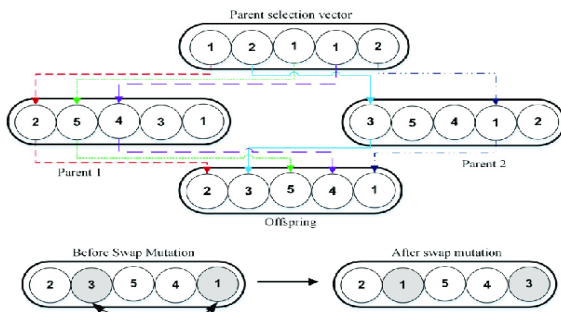 Parent selection vector
1 2 1 1 2
2 5 4 3 1
3 5 4 1 2
Parent 1
Parent 2
2 3 5 4 1
Offspring
Before Swap Mutation
After swap mutation
2 3 5 4 1
2 1 5 4 3